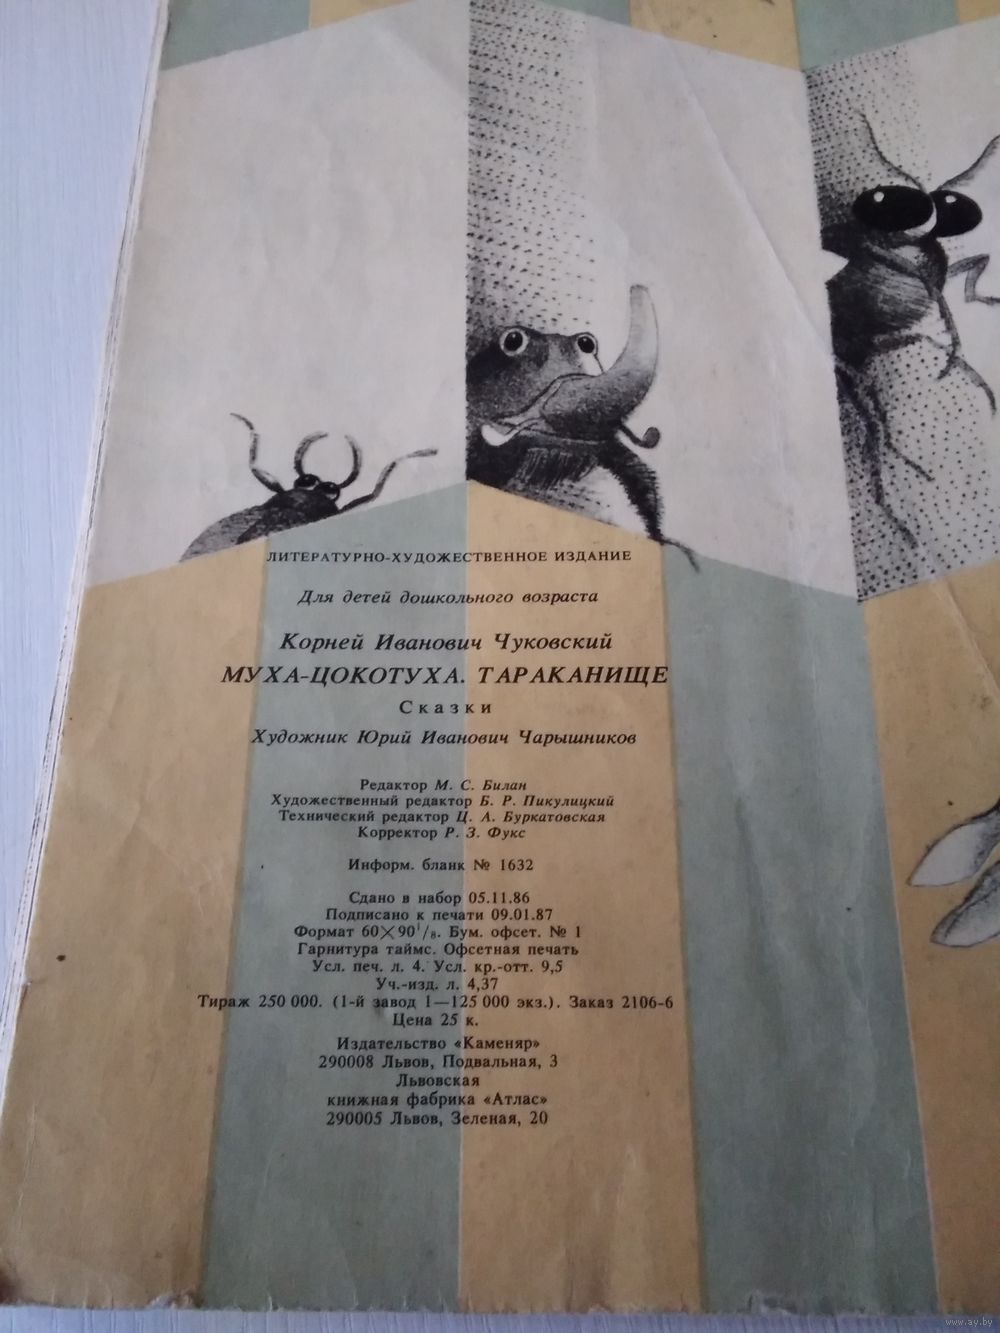 ЛИТЕРАТУРНО-ХУДОЖЕСТВЕННОЕ ИЗДАНИЕ
Для детей дошкольного возраста
Корней Иванович Чуковский
МУХА-ЦОКОТУХА. ТАРАКАНИЩЕ
Сказки
Художник Юрий Иванович Чарышников
Редактор М. С. Билан
Художественный редактор Б. Р. Пикулицкий
Технический редактор Ц. А. Буркатовская
Корректор Р. З. Фукс
Информ. бланк № 1632
Сдано в набор 05.11.86
Подписано к печати 09.01.87
Формат 60×90¹/₈. Бум. офсет. № 1
Гарнитура таймс. Офсетная печать
Усл. печ. л. 4. Усл. кр.-отт. 9,5
Уч.-изд. л. 4,37
Тираж 250 000. (1-й завод 1—125 000 экз.). Заказ 2106-6
Цена 25 к.
Издательство «Каменяр»
290008 Львов, Подвальная, 3
Львовская
книжная фабрика «Атлас»
290005 Львов, Зеленая, 20
www.ay.by